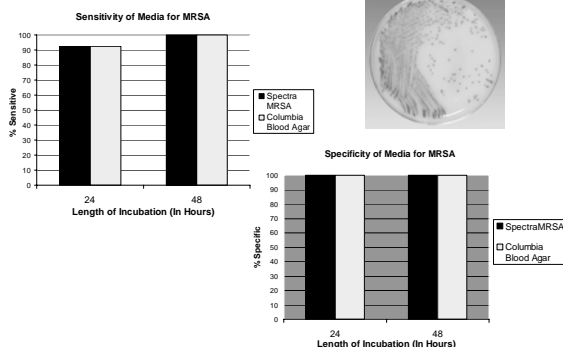 Sensitivity of Media for MRSA
100
90
80
70
60
50
40
30
20
10
0
% Sensitive
24
48
Length of Incubation (In Hours)
Spectra
MRSA
Columbia
Blood Agar
Specificity of Media for MRSA
100
90
80
70
60
50
40
30
20
10
0
% Specific
24
48
Length of Incubation (In Hours)
SpectraMRSA
Columbia
Blood Agar